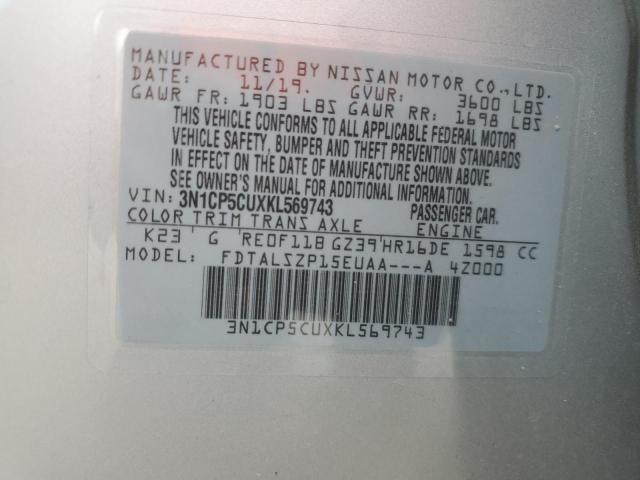 MANUFACTURED BY NISSAN MOTOR CO., LTD.
DATE: 11/19. GVWR: 3600 LBS
GAWR FR: 1903 LBS GAWR RR: 1698 LBS
THIS VEHICLE CONFORMS TO ALL APPLICABLE FEDERAL MOTOR
VEHICLE SAFETY, BUMPER AND THEFT PREVENTION STANDARDS
IN EFFECT ON THE DATE OF MANUFACTURE SHOWN ABOVE.
SEE OWNER'S MANUAL FOR ADDITIONAL INFORMATION.
VIN: 3N1CP5CUXKL569743 PASSENGER CAR.
COLOR TRIM TRANS AXLE ENGINE
K23 G RE0F11B GZ39 HR16DE 1598 CC
MODEL: FDTALSZP15EUAA---A 4Z000
3N1CP5CUXKL569743